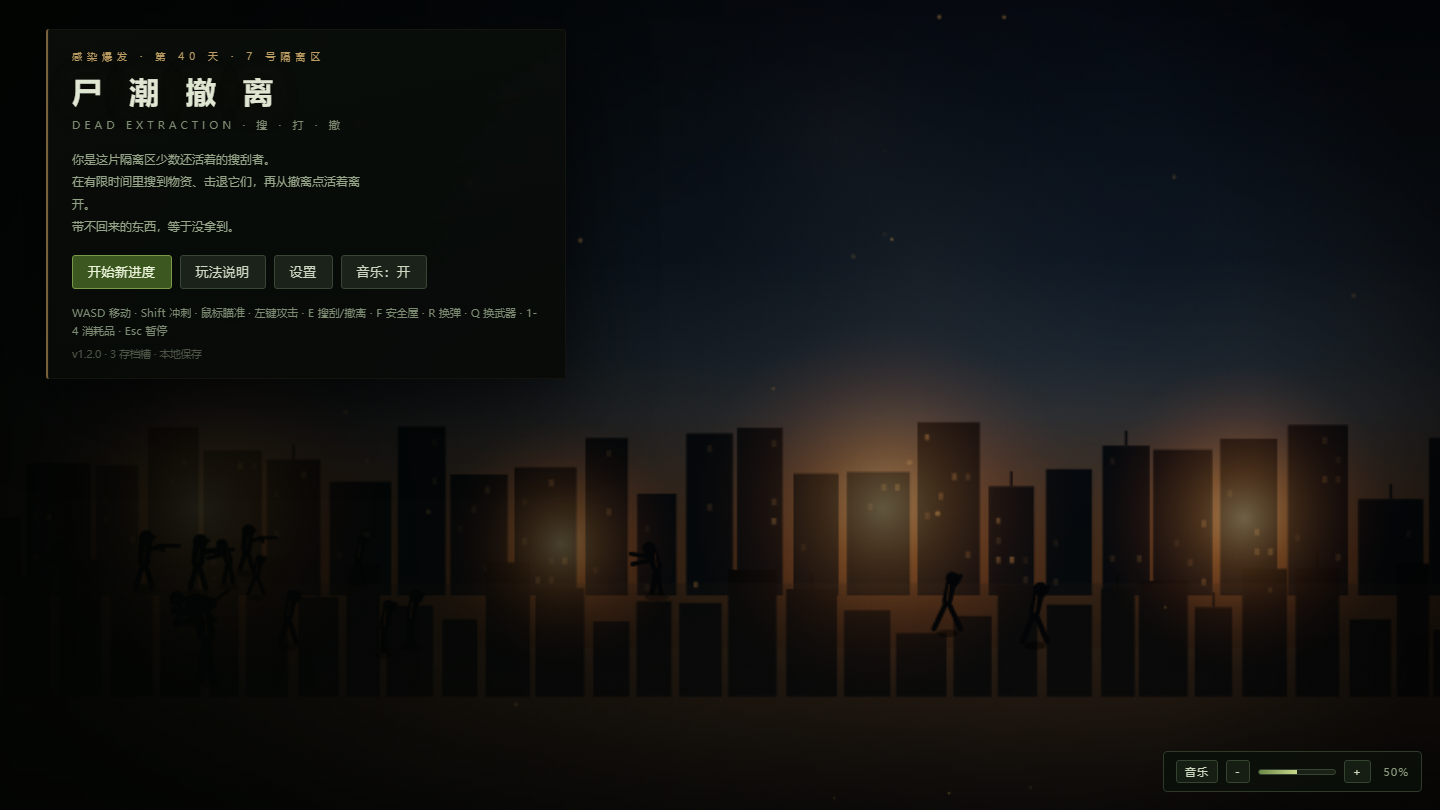 感染爆发 · 第 40 天 · 7 号隔离区
尸潮撤离
DEAD EXTRACTION · 搜 · 打 · 撤
你是这片隔离区少数还活着的搜刮者。
在有限时间里搜到物资、击退它们，再从撤离点活着离
开。
带不回来的东西，等于没拿到。
开始新进度 玩法说明 设置 音乐：开
WASD 移动 · Shift 冲刺 · 鼠标瞄准 · 左键攻击 · E 搜刮/撤离 · F 安全屋 · R 换弹 · Q 换武器 · 1-
4 消耗品 · Esc 暂停
v1.2.0 · 3 存档槽 · 本地保存
音乐 - + 50%